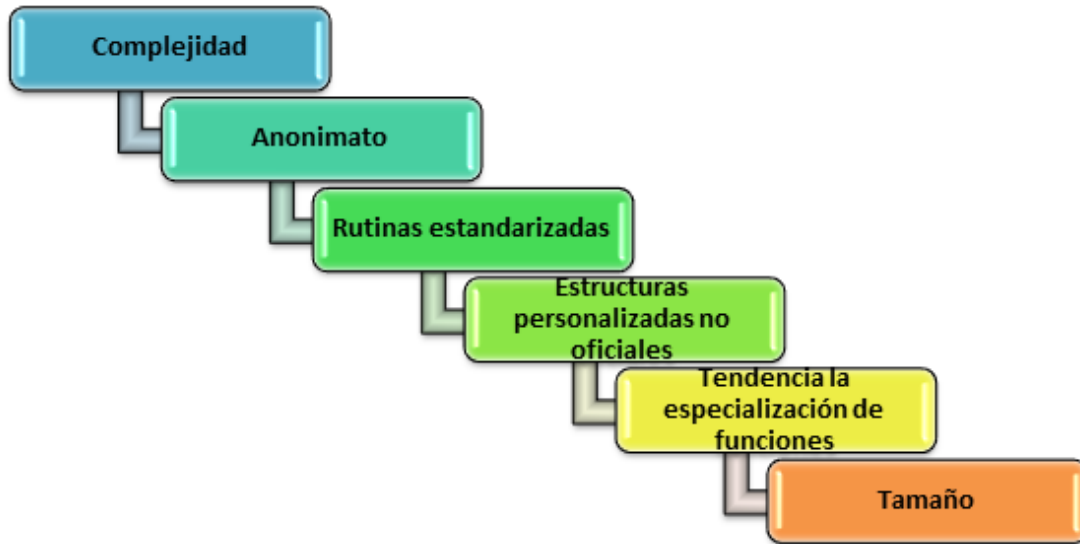 Complejidad
Anonimato
Rutinas estandarizadas
Estructuras
personalizadas no
oficiales
Tendencia la
especialización de
funciones
Tamaño